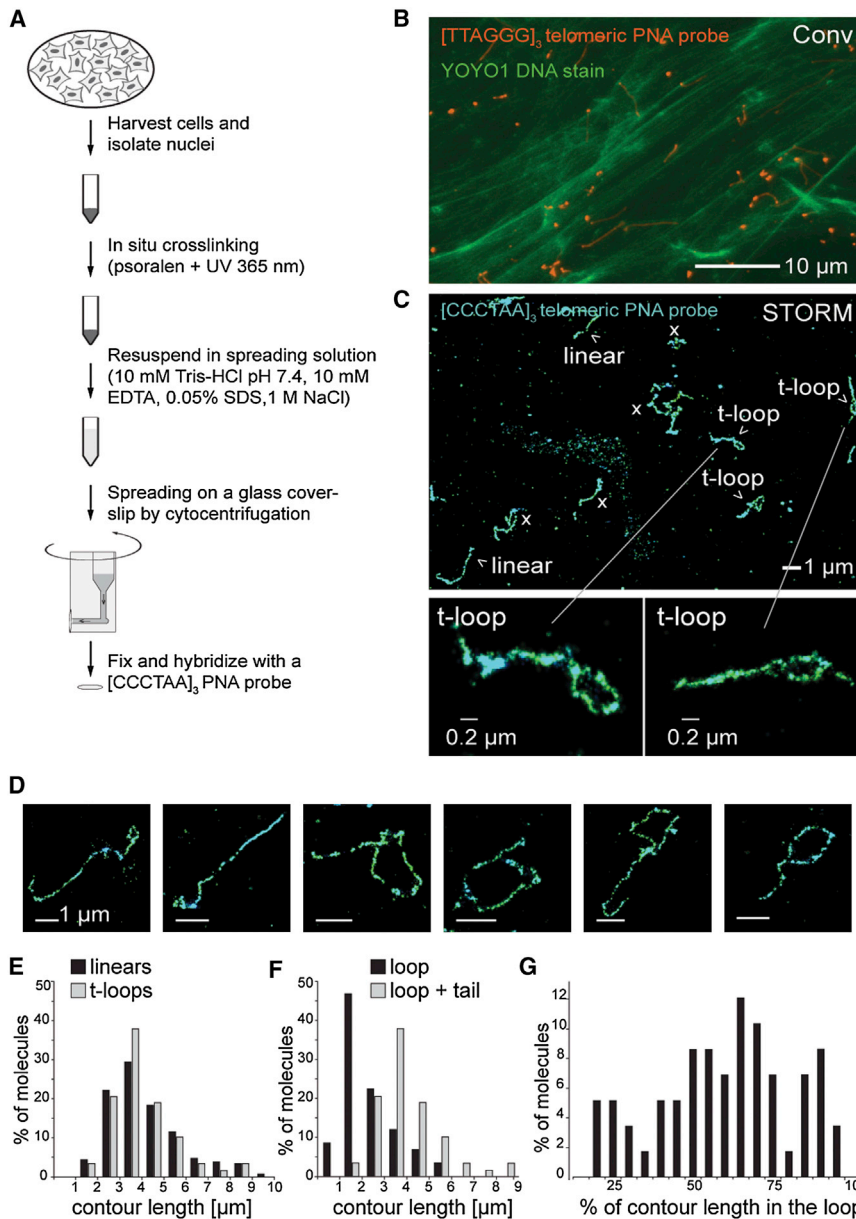 A
Harvest cells and
isolate nuclei
In situ crosslinking
(psoralen + UV 365 nm)
Resuspend in spreading solution
(10 mM Tris-HCl pH 7.4, 10 mM
EDTA, 0.05% SDS,1 M NaCl)
Spreading on a glass cover-
slip by cytocentrifugation
Fix and hybridize with a
[CCCTAA]3 PNA probe
B
[TTAGGG]3 telomeric PNA probe
Conv
YOYO1 DNA stain
10 µm
C
[CCCTAA]3 telomeric PNA probe
STORM
x
linear
t-loop
x
t-loop
t-loop
x
x
linear
1 µm
t-loop
0.2 µm
t-loop
0.2 µm
D
1 µm
E
linears
t-loops
% of molecules
50
40
30
20
10
0
1 2 3 4 5 6 7 8 9 10
contour length [µm]
F
loop
loop + tail
% of molecules
50
40
30
20
10
0
1 2 3 4 5 6 7 8 9
contour length [µm]
G
% of molecules
12
10
8
6
4
2
0
25 50 75 100
% of contour length in the loop